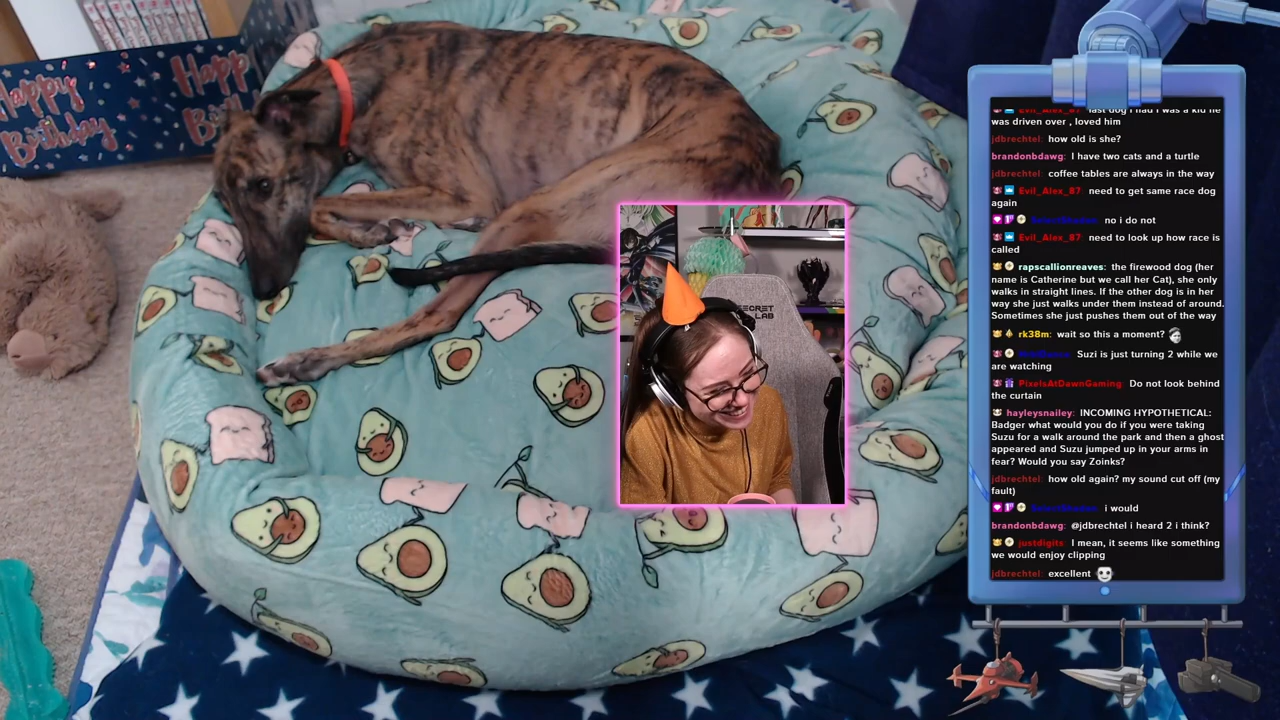 Happy
Birthday
Happy
SECRET
LAB
Evil_Alex_87 last dog I had I was a kid he
was driven over , loved him
jdbrechtel: how old is she?
brandonbdawg: I have two cats and a turtle
jdbrechtel: coffee tables are always in the way
Evil_Alex_87 need to get same race dog
again
no i do not
Evil_Alex_87 need to look up how race is
called
rapscallionreaves: the firewood dog (her
name is Catherine but we call her Cat), she only
walks in straight lines. If the other dog is in her
way she just walks under them instead of around.
Sometimes she just pushes them out of the way
rk38m: wait so this a moment?
Suzi is just turning 2 while we
are watching
PixelsAtDawnGaming: Do not look behind
the curtain
hayleysnailey: INCOMING HYPOTHETICAL:
Badger what would you do if you were taking
Suzu for a walk around the park and then a ghost
appeared and Suzu jumped up in your arms in
fear? Would you say Zoinks?
jdbrechtel: how old again? my sound cut off (my
fault)
i would
brandonbdawg: @jdbrechtel i heard 2 i think?
justdigits: I mean, it seems like something
we would enjoy clipping
jdbrechtel: excellent